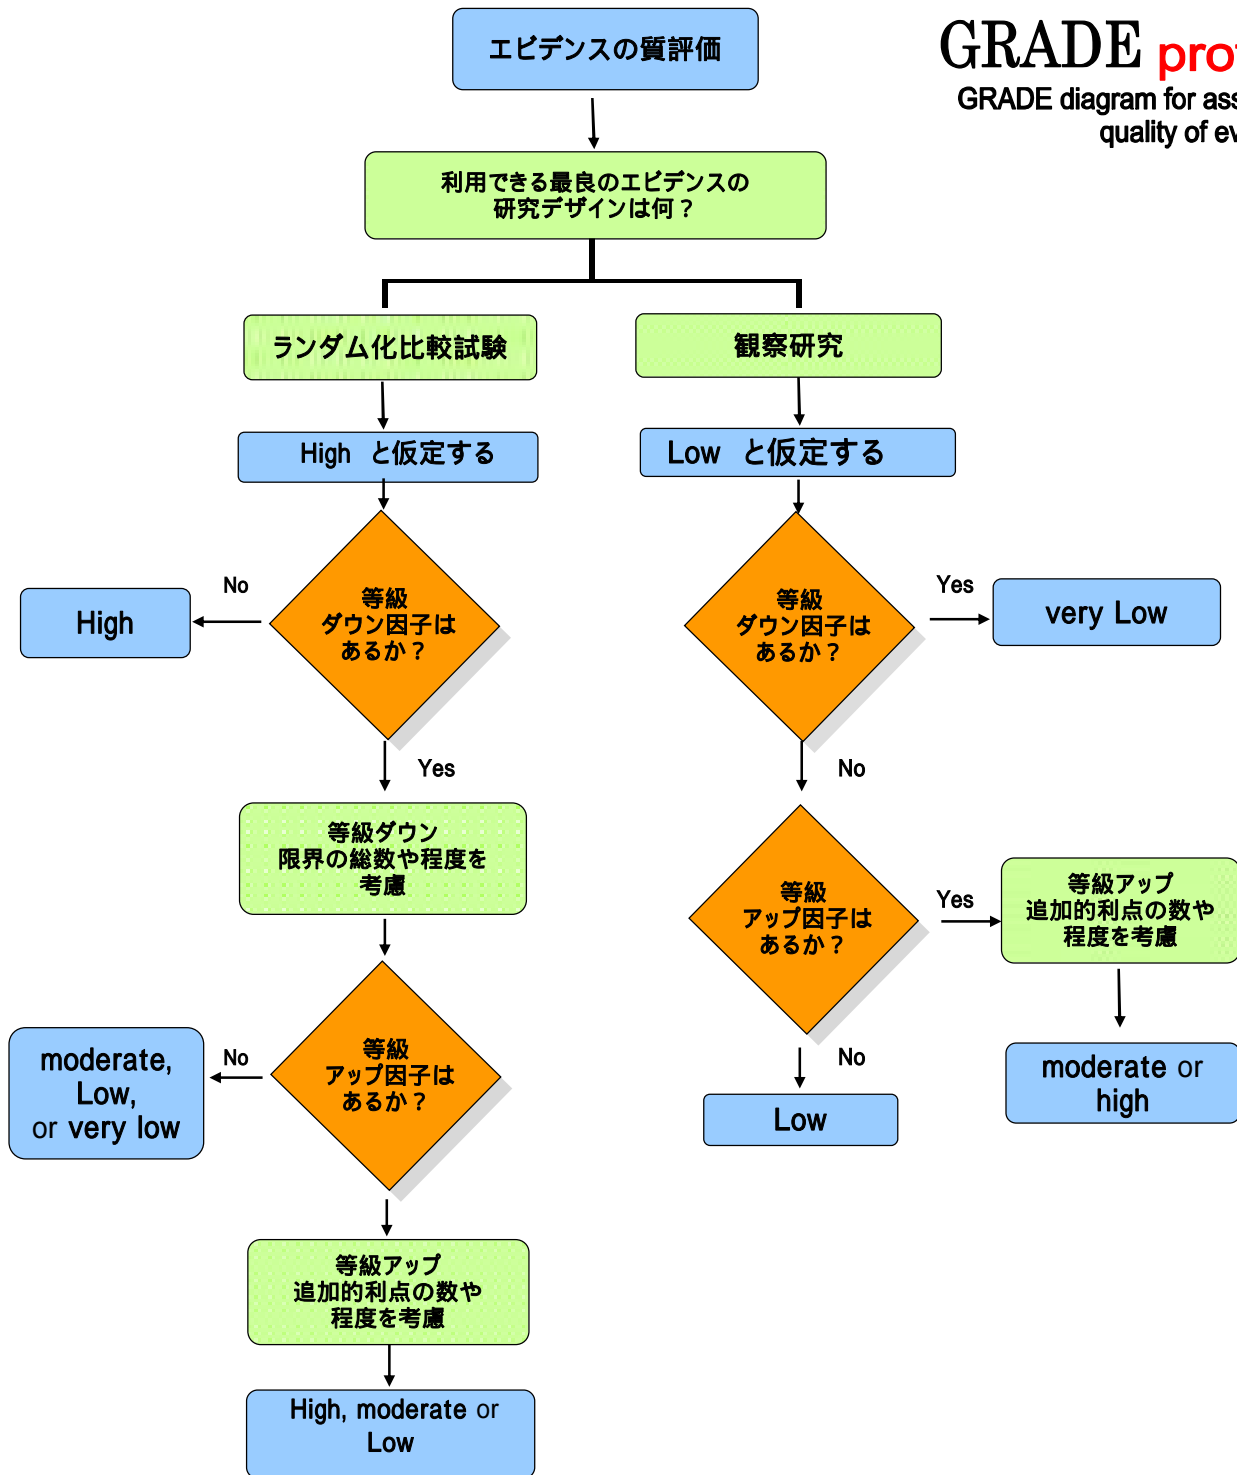 エビデンスの質評価
GRADE
GRADE diagram for
quality of
利用できる最良のエビデンスの
研究デザインは何？
ランダム化比較試験
観察研究
High と仮定する
Low と仮定する
等級
ダウン因子は
あるか？
No
High
Yes
等級
ダウン因子は
あるか？
Yes
very Low
No
等級ダウン
限界の総数や程度を
考慮
等級
アップ因子は
あるか？
Yes
等級アップ
追加的利点の数や
程度を考慮
moderate or
high
No
Low
等級
アップ因子は
あるか？
No
moderate,
Low,
or very low
等級アップ
追加的利点の数や
程度を考慮
High, moderate or
Low